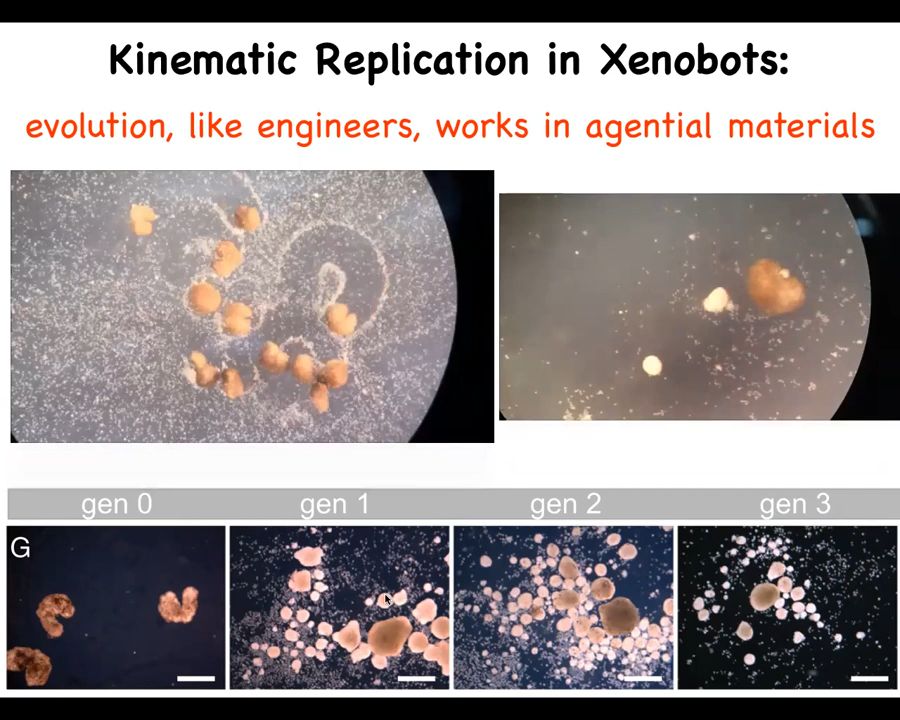 Kinematic Replication in Xenobots:
evolution, like engineers, works in agential materials
gen 0 gen 1 gen 2 gen 3
G